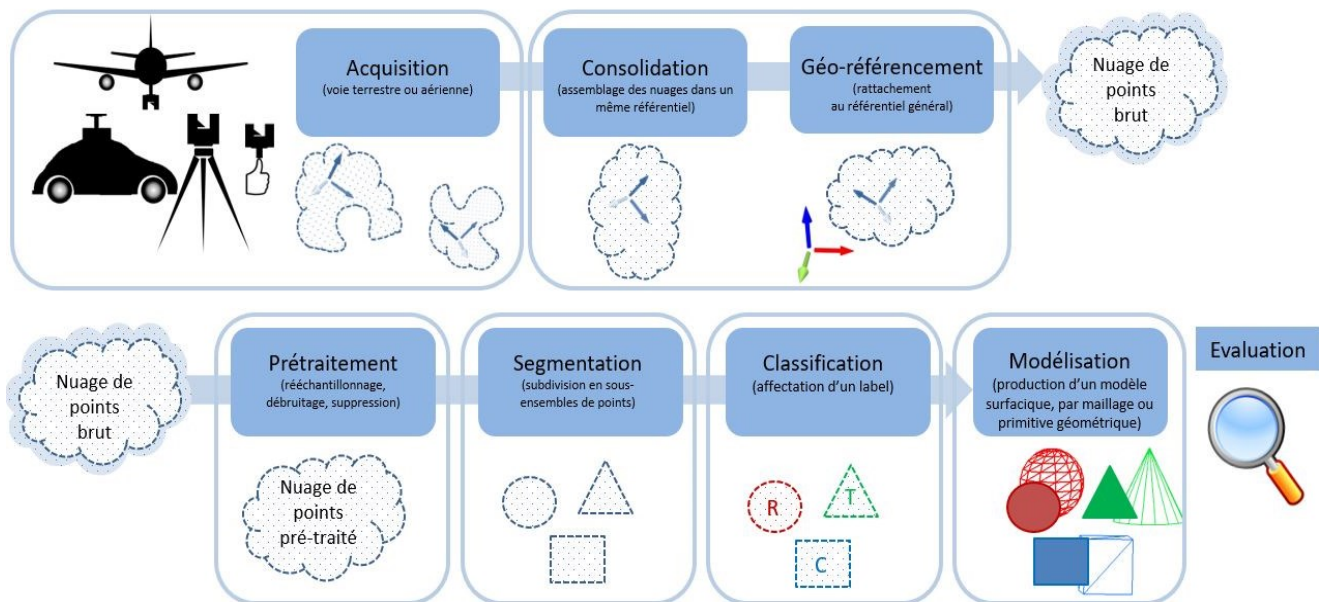 Acquisition
(voie terrestre ou aérienne)
Consolidation
(assemblage des nuages dans un
même référentiel)
Géo-référencement
(rattachement
au référentiel général)
Nuage de
points
brut
Nuage de
points
brut
Prétraitement
(rééchantillonnage,
débruitage, suppression)
Segmentation
(subdivision en sous-
ensembles de points)
Classification
(affectation d'un label)
Modélisation
(production d'un modèle
surfacique, par maillage ou
primitive géométrique)
Evaluation
Nuage de
points
pré-traité
R
T
C